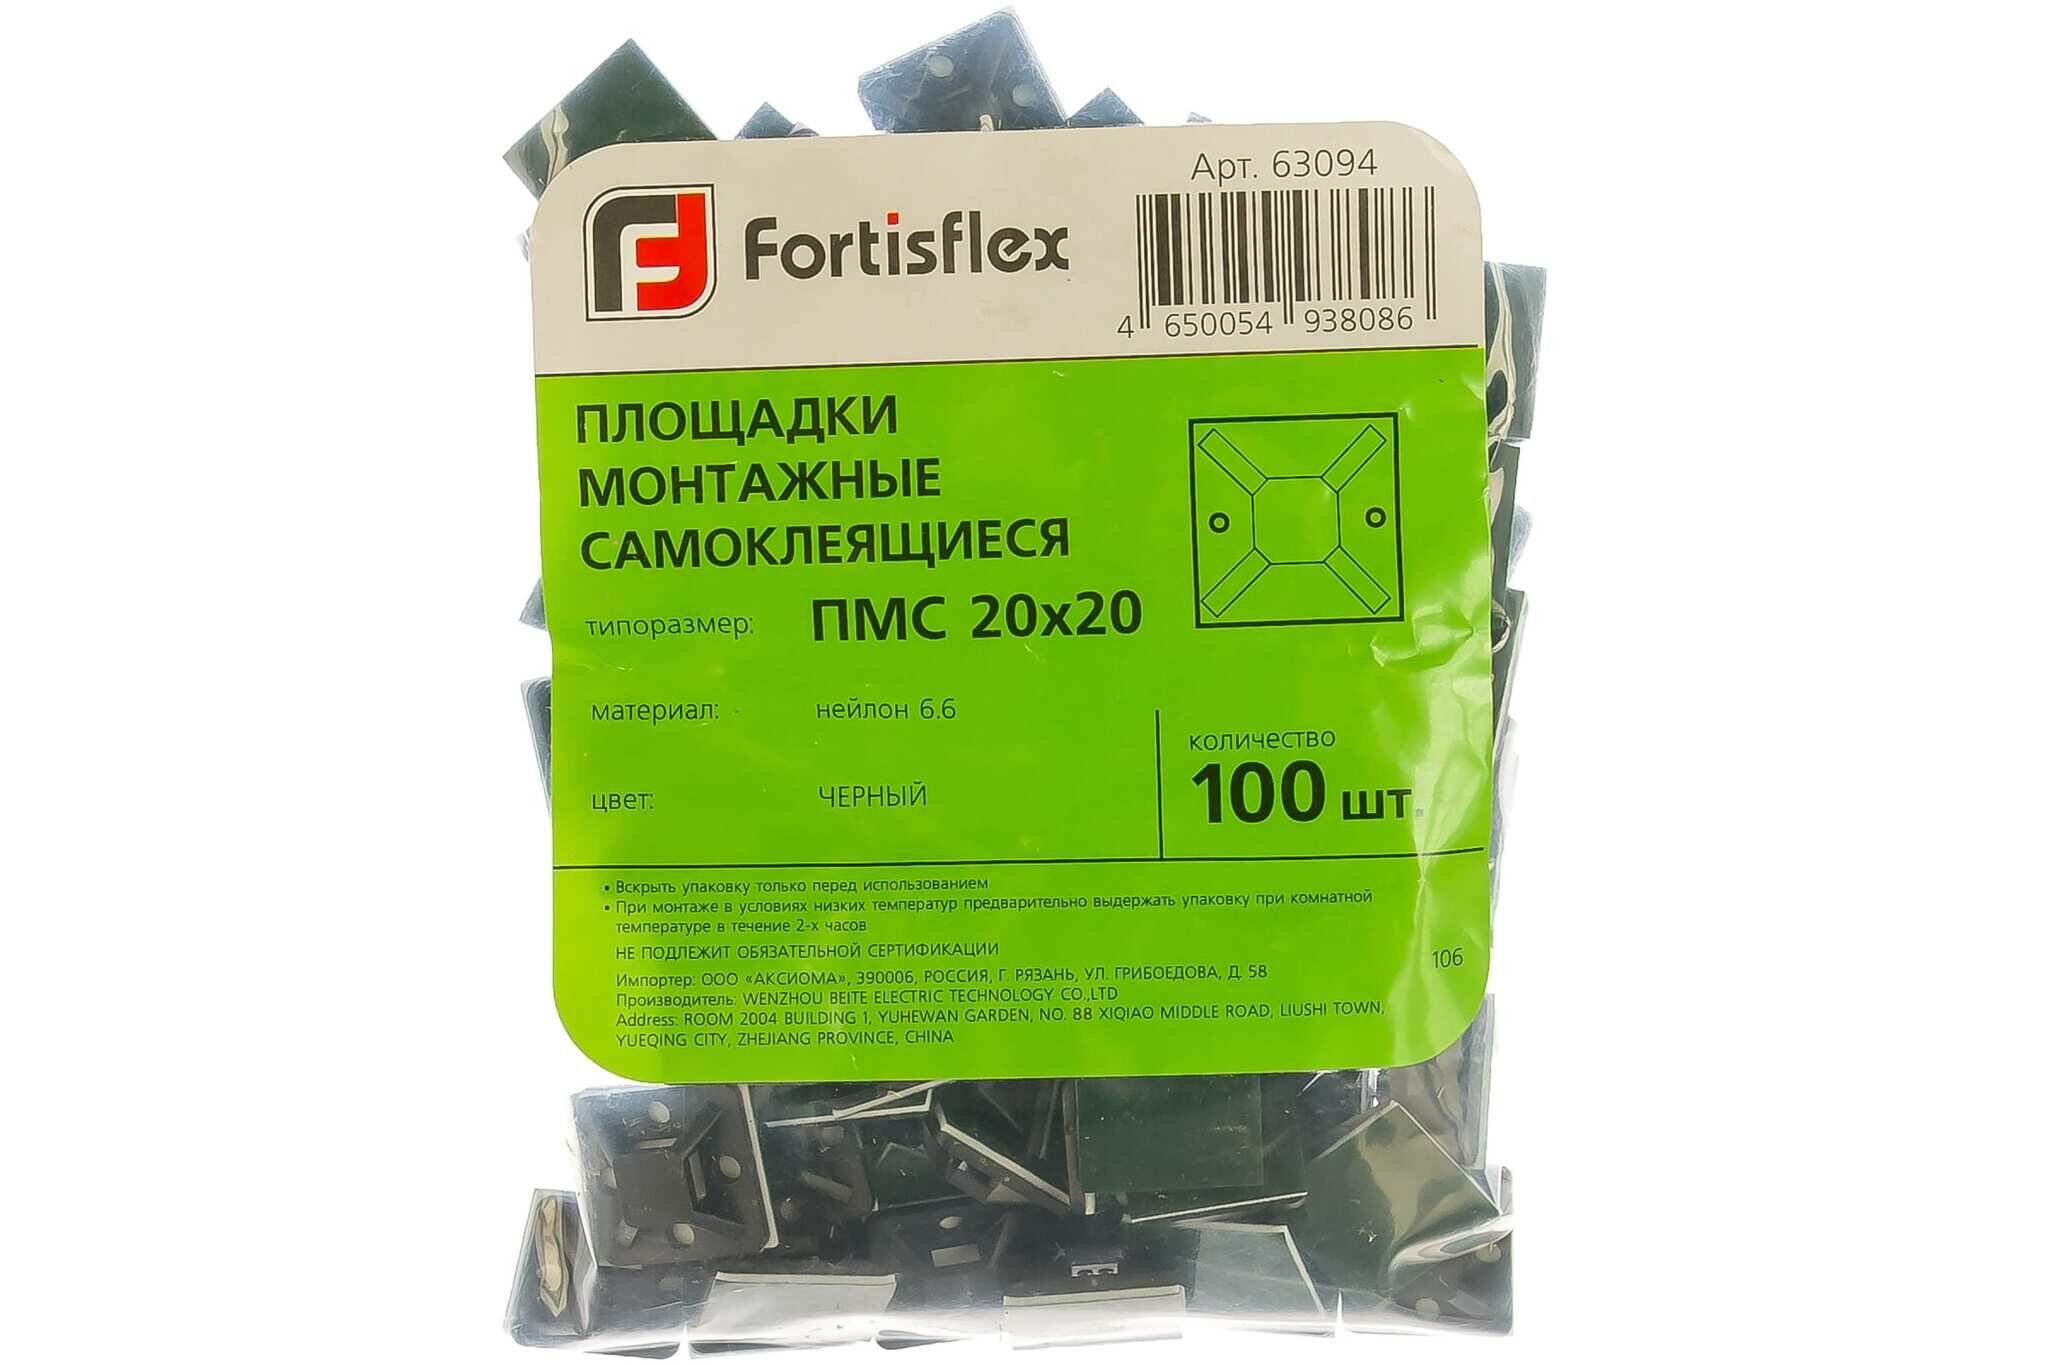 Арт. 63094
Fortisflex
4 650054 938086
ПЛОЩАДКИ
МОНТАЖНЫЕ
САМОКЛЕЯЩИЕСЯ
типоразмер: ПМС 20x20
материал: нейлон 6.6
количество
100 шт.
цвет: ЧЕРНЫЙ
• Вскрыть упаковку только перед использованием
• При монтаже в условиях низких температур предварительно выдержать упаковку при комнатной
температуре в течение 2-х часов
НЕ ПОДЛЕЖИТ ОБЯЗАТЕЛЬНОЙ СЕРТИФИКАЦИИ
106
Импортер: ООО «АКСИОМА», 390006, РОССИЯ, Г. РЯЗАНЬ, УЛ. ГРИБОЕДОВА, Д. 58
Производитель: WENZHOU BEITE ELECTRIC TECHNOLOGY CO.,LTD
Address: ROOM 2004 BUILDING 1, YUHEWAN GARDEN, NO. 88 XIQIAO MIDDLE ROAD, LIUSHI TOWN,
YUEQING CITY, ZHEJIANG PROVINCE, CHINA